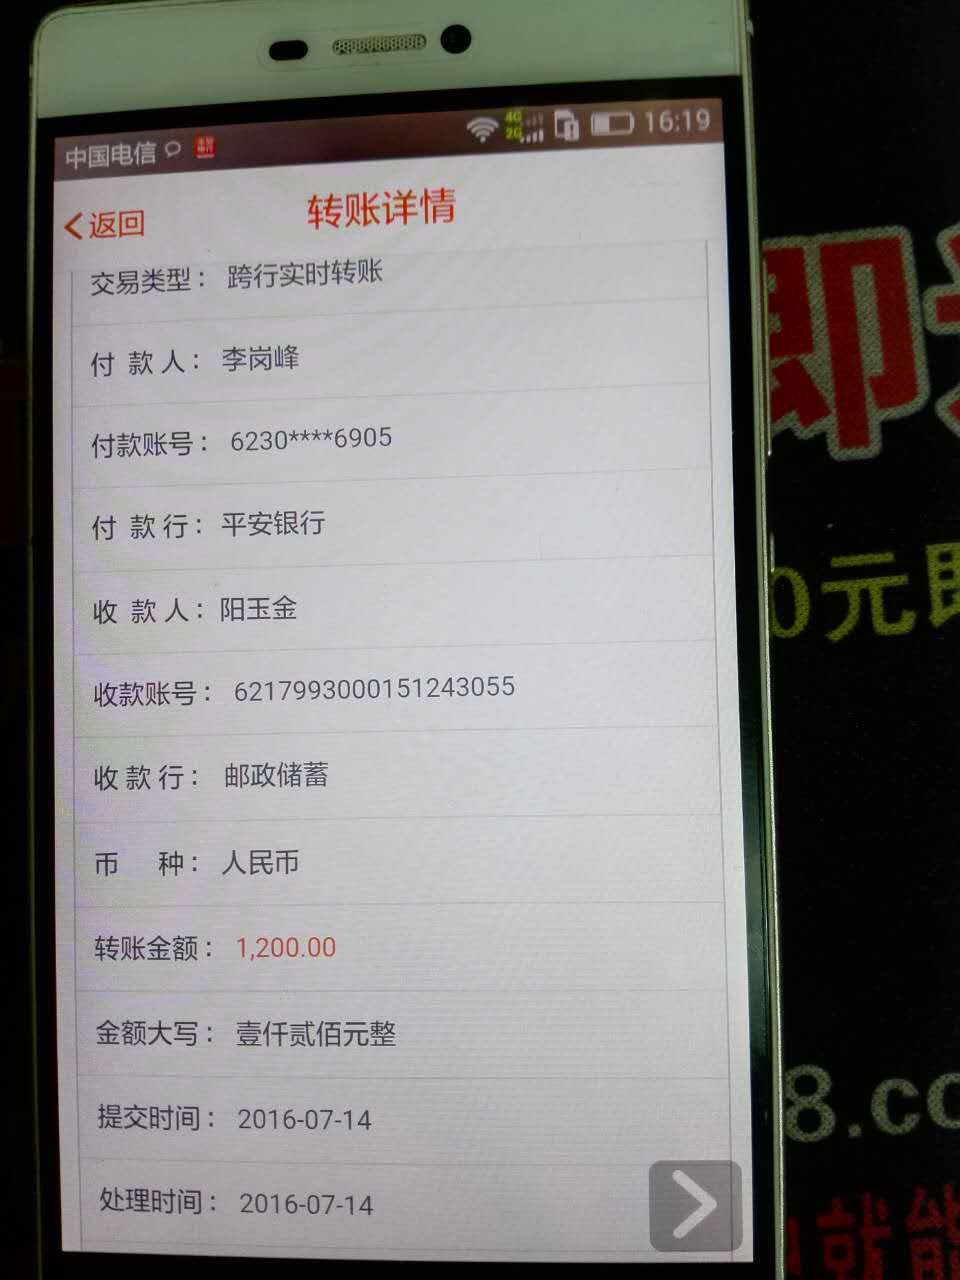 中国电信 4G 2G 16:19
返回 转账详情
交易类型： 跨行实时转账
付 款 人： 李岗峰
付款账号： 6230****6905
付 款 行： 平安银行
收 款 人： 阳玉金
收款账号： 6217993000151243055
收 款 行： 邮政储蓄
币 种： 人民币
转账金额： 1,200.00
金额大写： 壹仟贰佰元整
提交时间： 2016-07-14
处理时间： 2016-07-14
即
0元即
8.co
就能